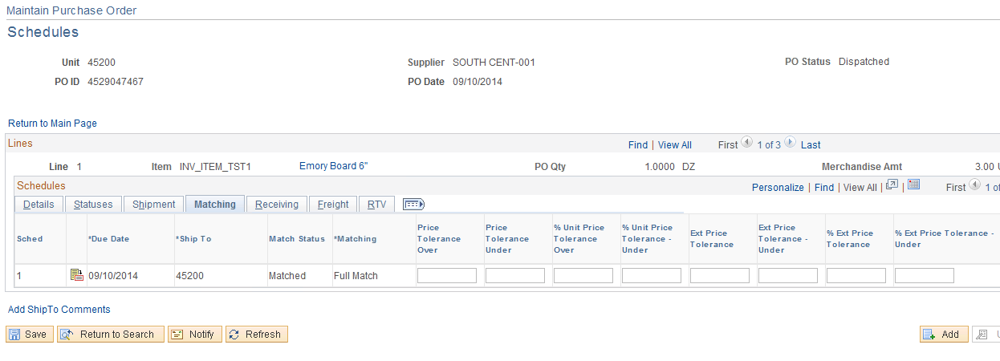 Maintain Purchase Order
Schedules
Unit 45200 Supplier SOUTH CENT-001 PO Status Dispatched
PO ID 4529047467 PO Date 09/10/2014
Return to Main Page
Lines Find | View All First 1 of 3 Last
Line 1 Item INV_ITEM_TST1 Emory Board 6" PO Qty 1.0000 DZ Merchandise Amt 3.00 U
Schedules Personalize | Find | View All | | First 1 of
Details Statuses Shipment Matching Receiving Freight RTV
Sched *Due Date *Ship To Match Status *Matching Price Tolerance Over Price Tolerance Under % Unit Price Tolerance Over % Unit Price Tolerance - Under Ext Price Tolerance Ext Price Tolerance - Under % Ext Price Tolerance % Ext Price Tolerance - Under
1 09/10/2014 45200 Matched Full Match
Add ShipTo Comments
Save Return to Search Notify Refresh Add